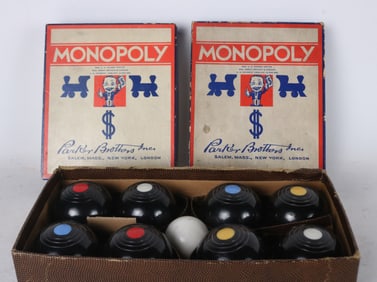 MONOPOLY
$
Parker Brothers Inc.
SALEM, MASS., NEW YORK, LONDON
MONOPOLY
$
Parker Brothers Inc.
SALEM, MASS., NEW YORK, LONDON